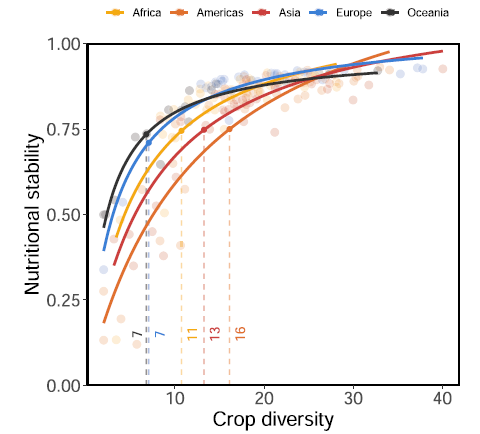 Africa Americas Asia Europe Oceania
1.00
0.75
0.50
0.25
0.00
Nutritional stability
7 7 11 13 16
10 20 30 40
Crop diversity